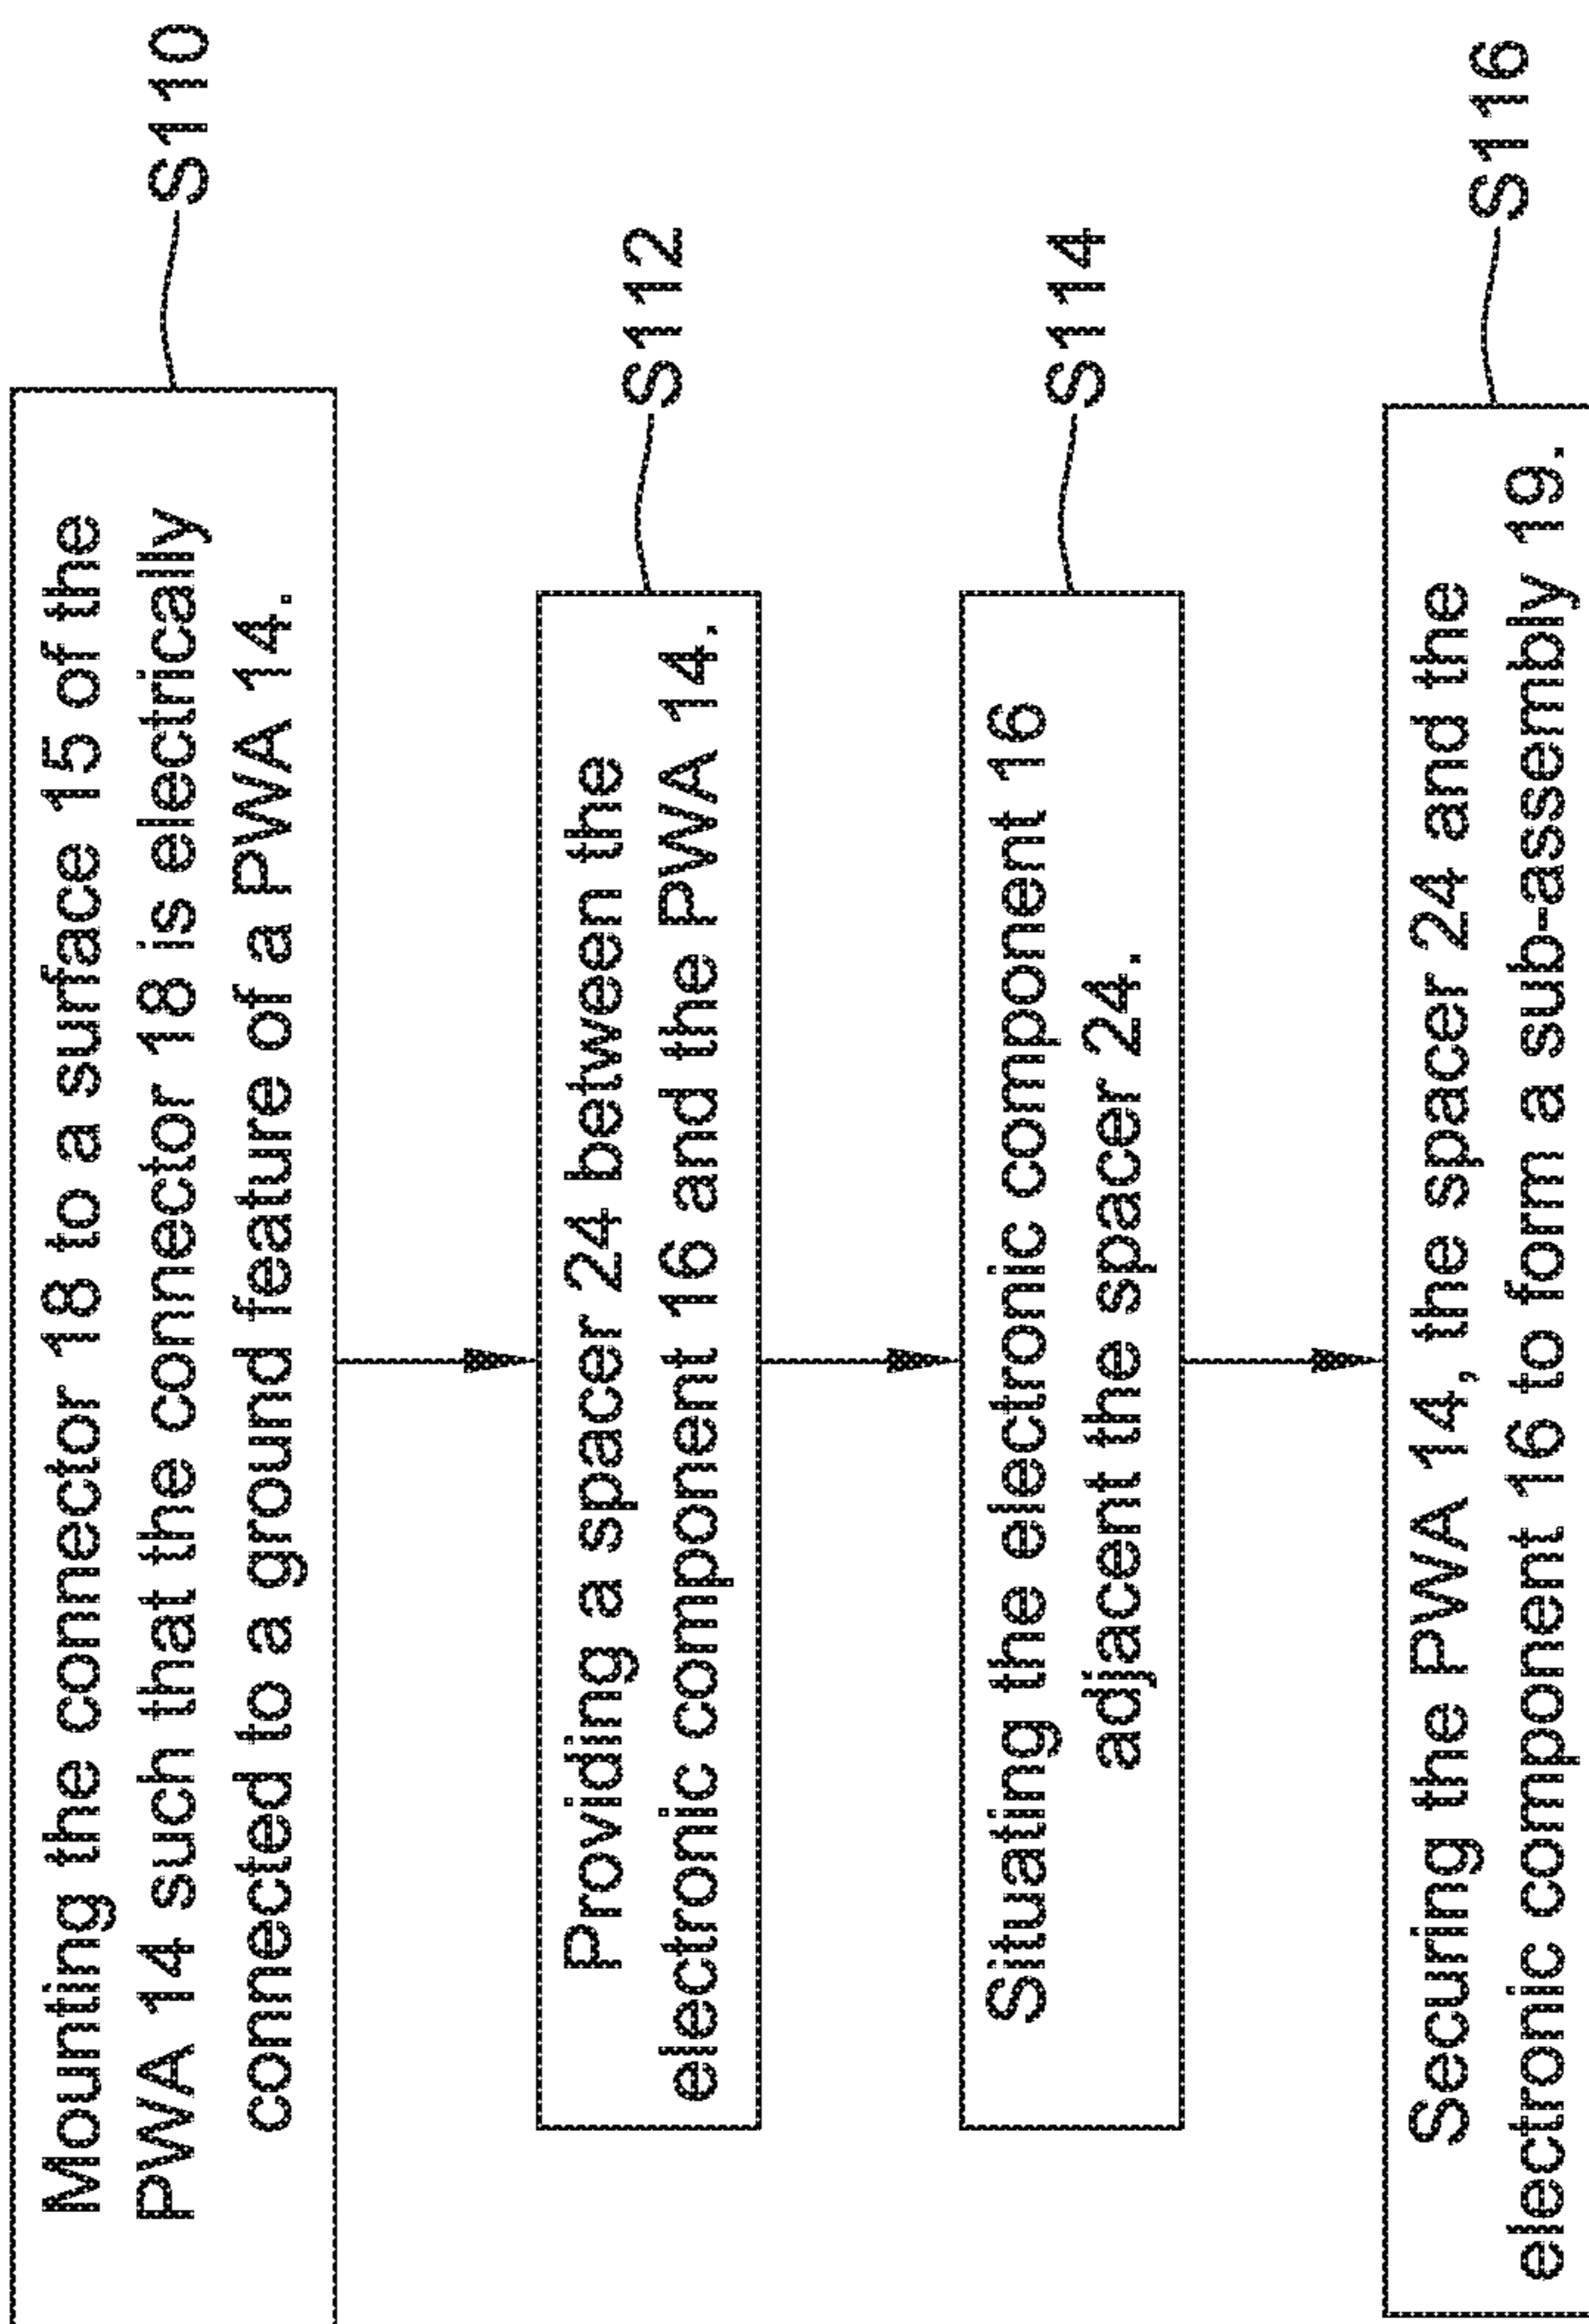 Mounting the connector 18 to a surface 15 of the
PWA 14 such that the connector 18 is electrically
connected to a ground feature of a PWA 14.
S110
Providing a spacer 24 between the
electronic component 16 and the PWA 14.
S112
Situating the electronic component 16
adjacent the spacer 24.
S114
Securing the PWA 14, the spacer 24 and the
electronic component 16 to form a sub-assembly 19.
S116